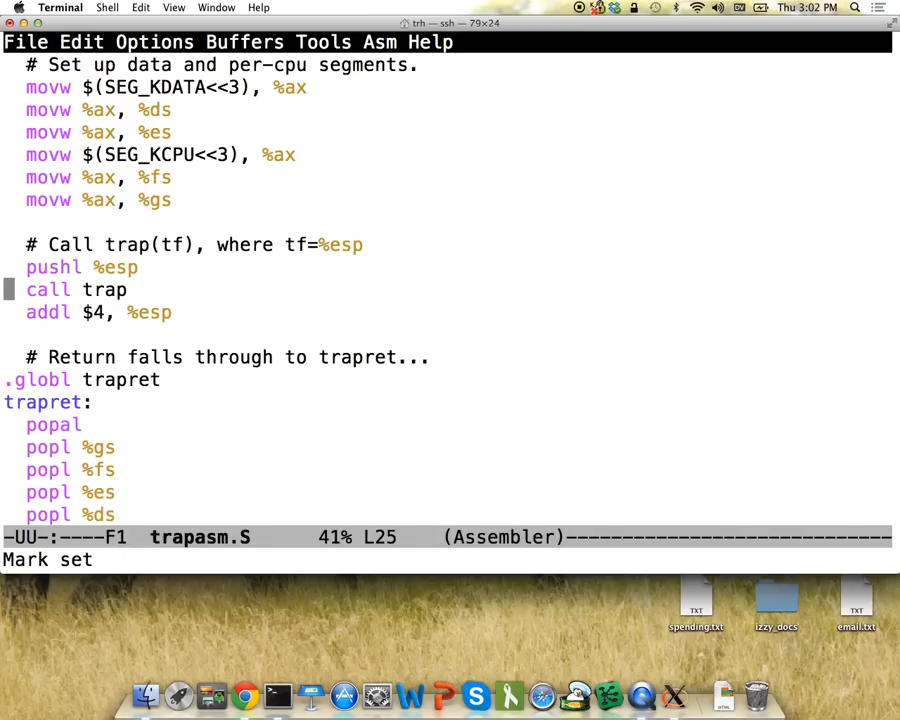 Terminal Shell Edit View Window Help DV Thu 3:02 PM
trh — ssh — 79×24
File Edit Options Buffers Tools Asm Help
# Set up data and per-cpu segments.
movw $(SEG_KDATA<<3), %ax
movw %ax, %ds
movw %ax, %es
movw $(SEG_KCPU<<3), %ax
movw %ax, %fs
movw %ax, %gs
# Call trap(tf), where tf=%esp
pushl %esp
call trap
addl $4, %esp
# Return falls through to trapret...
.globl trapret
trapret:
popal
popl %gs
popl %fs
popl %es
popl %ds
-UU-:----F1 trapasm.S 41% L25 (Assembler)-----------------------------
Mark set
TXT TXT
spending.txt izzy_docs email.txt
HTML